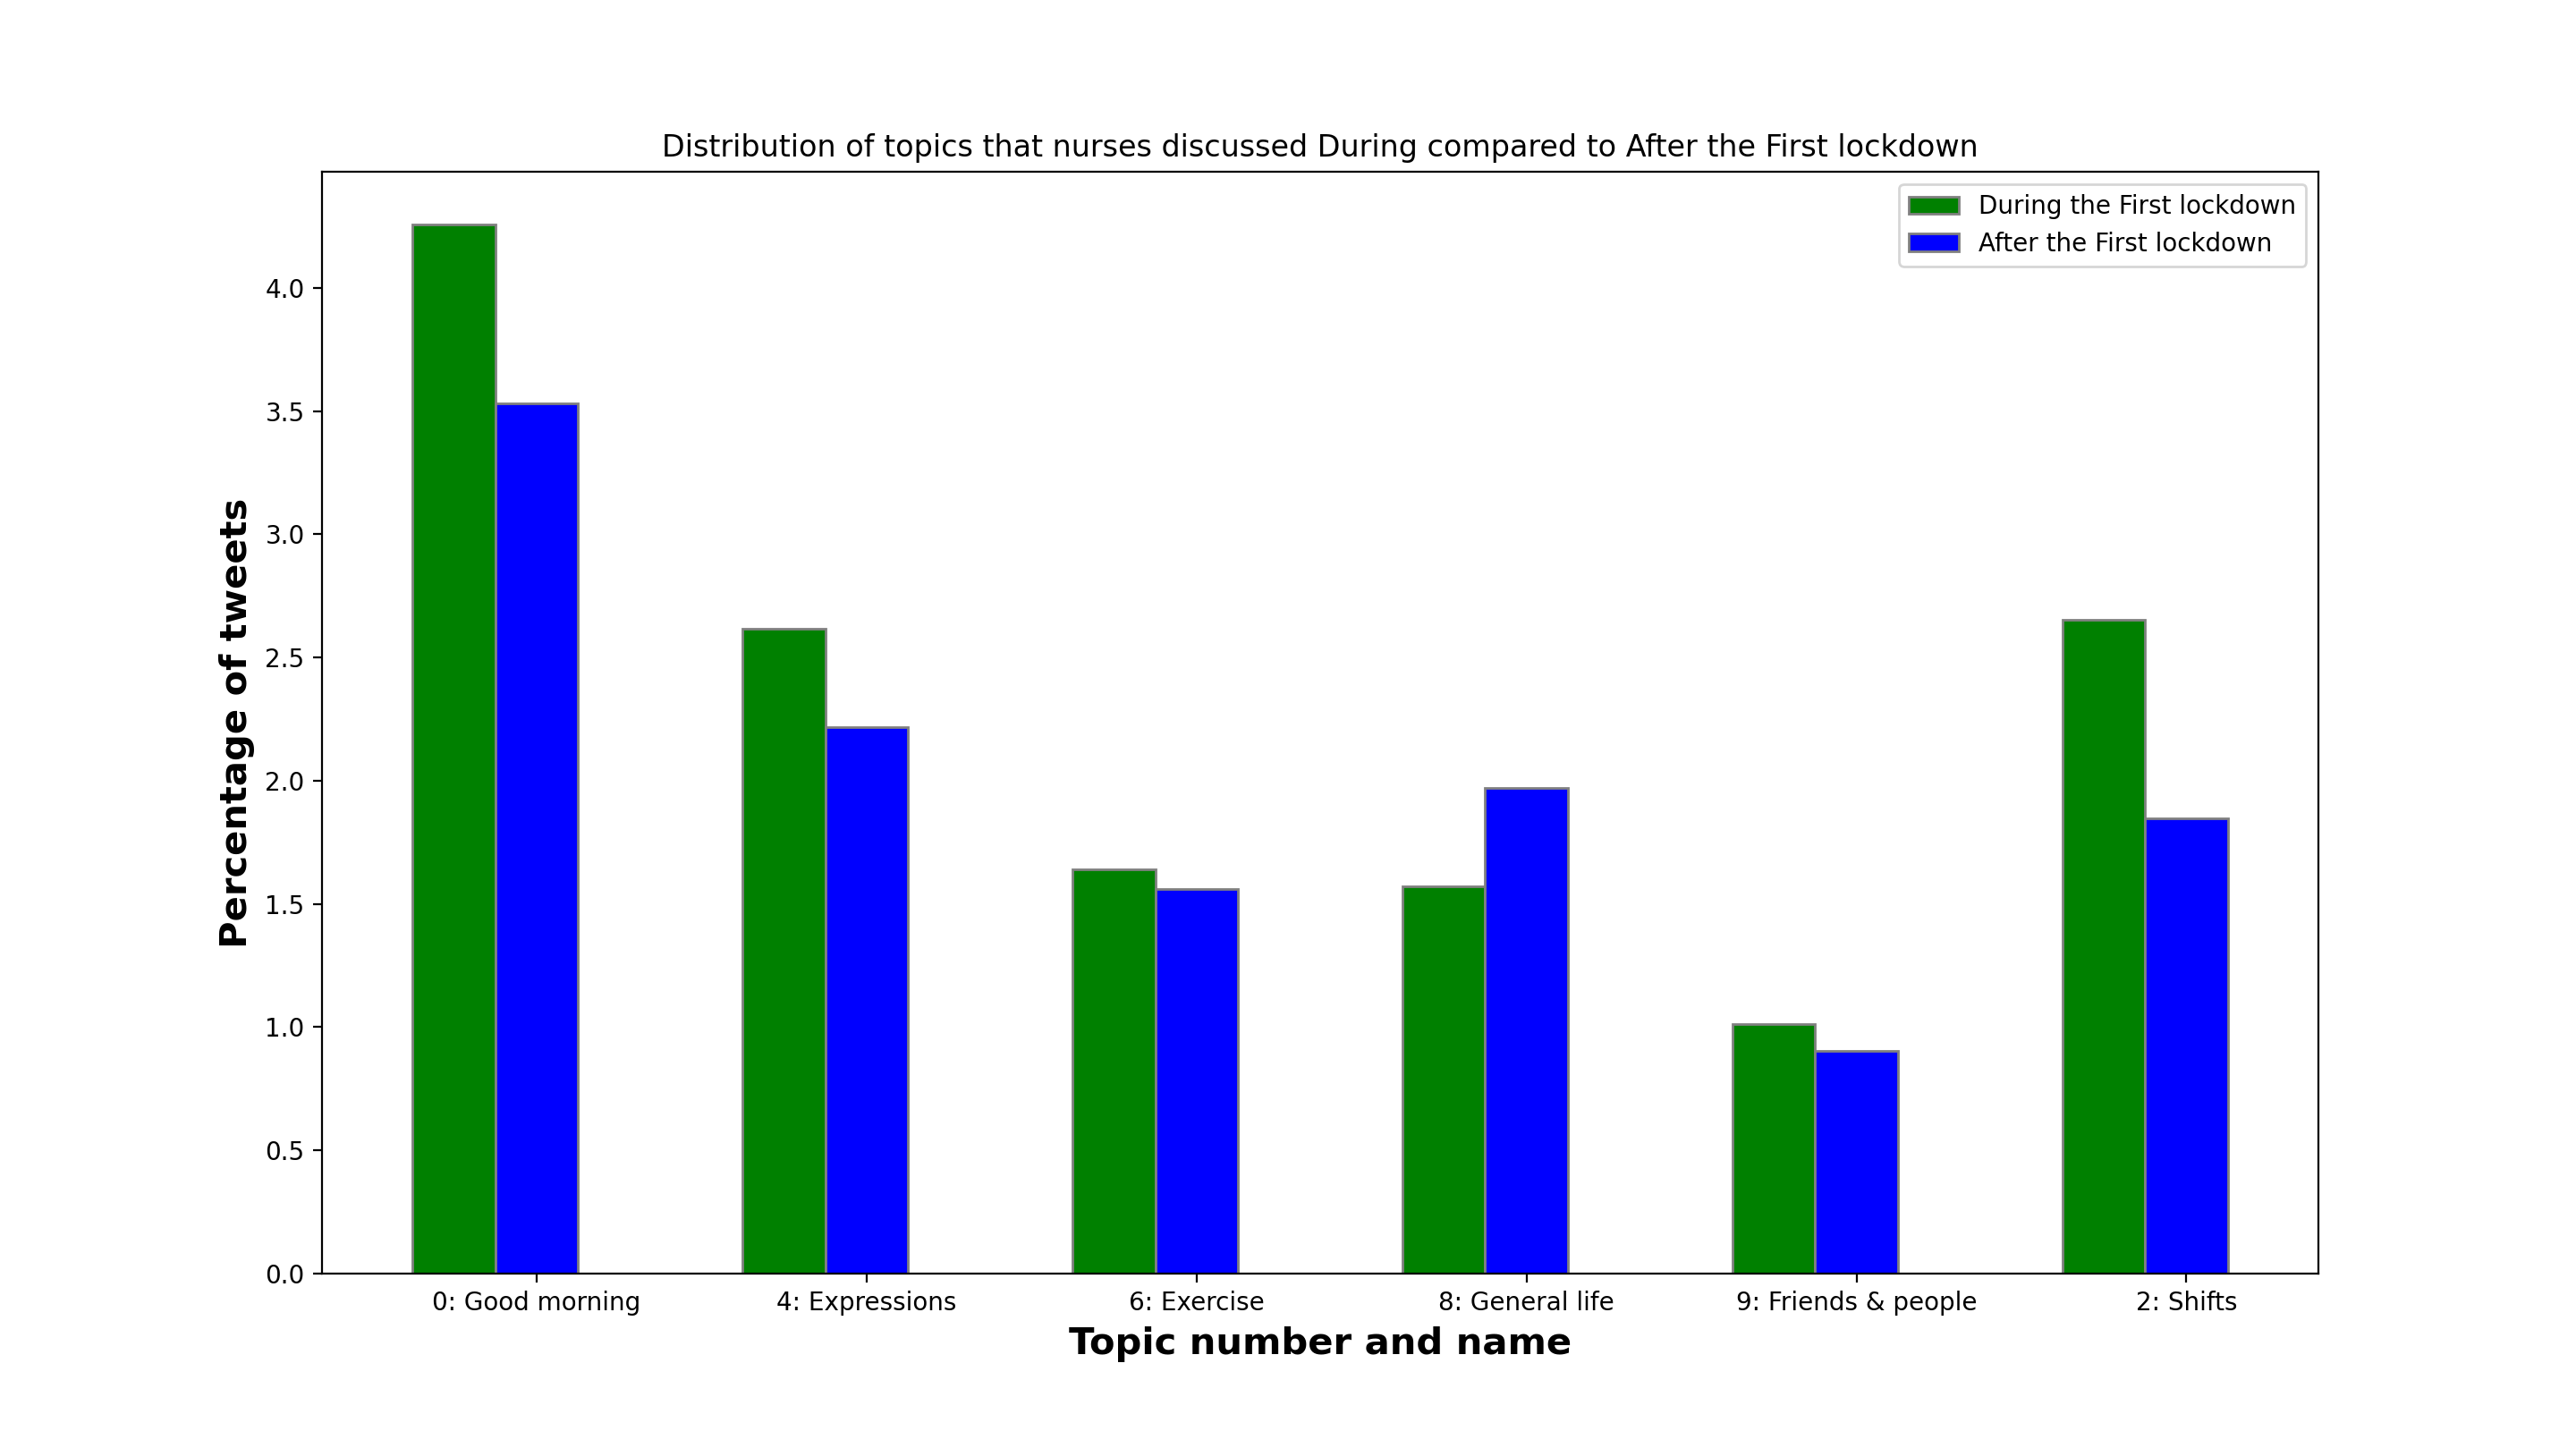 Distribution of topics that nurses discussed During compared to After the First lockdown
During the First lockdown
After the First lockdown
Percentage of tweets
4.0
3.5
3.0
2.5
2.0
1.5
1.0
0.5
0.0
0: Good morning 4: Expressions 6: Exercise 8: General life 9: Friends & people 2: Shifts
Topic number and name